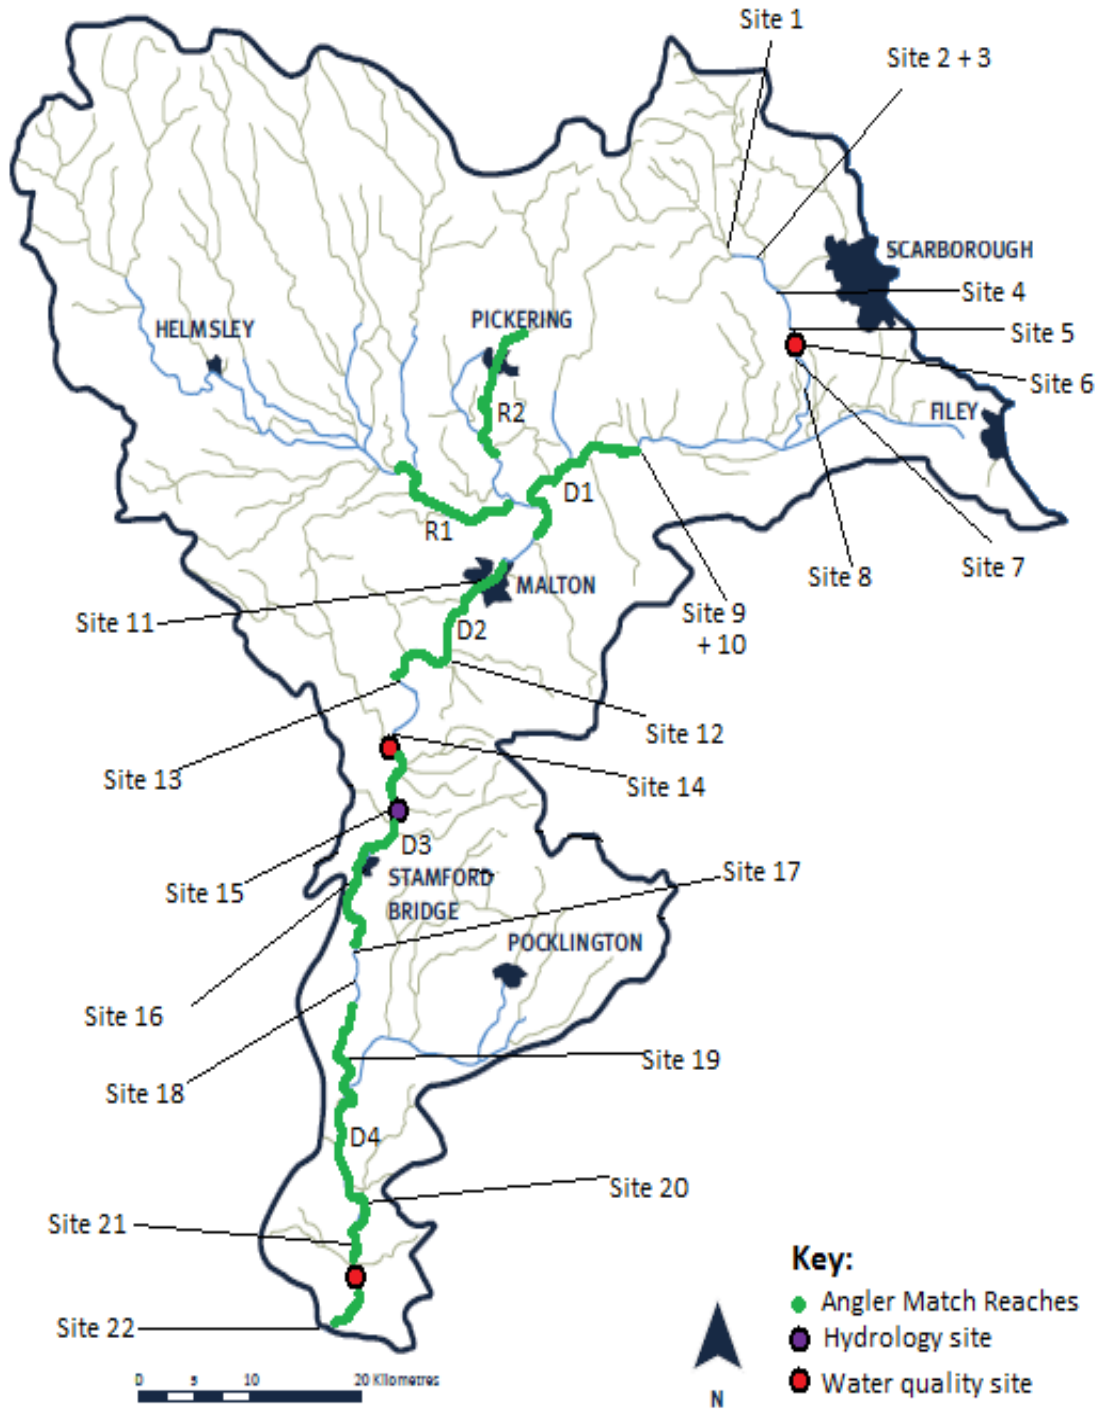 Site 1
Site 2 + 3
SCARBOROUGH
Site 4
PICKERING
HELMSLEY
Site 5
Site 6
R2
FILEY
D1
R1
Site 7
Site 8
MALTON
Site 9
+ 10
Site 11
D2
Site 12
Site 13
Site 14
D3
Site 17
STAMFORD
BRIDGE
Site 15
POCKLINGTON
Site 16
Site 19
Site 18
D4
Site 20
Site 21
Key:
Angler Match Reaches
Hydrology site
Water quality site
Site 22
0 5 10 20 Kilometres
N